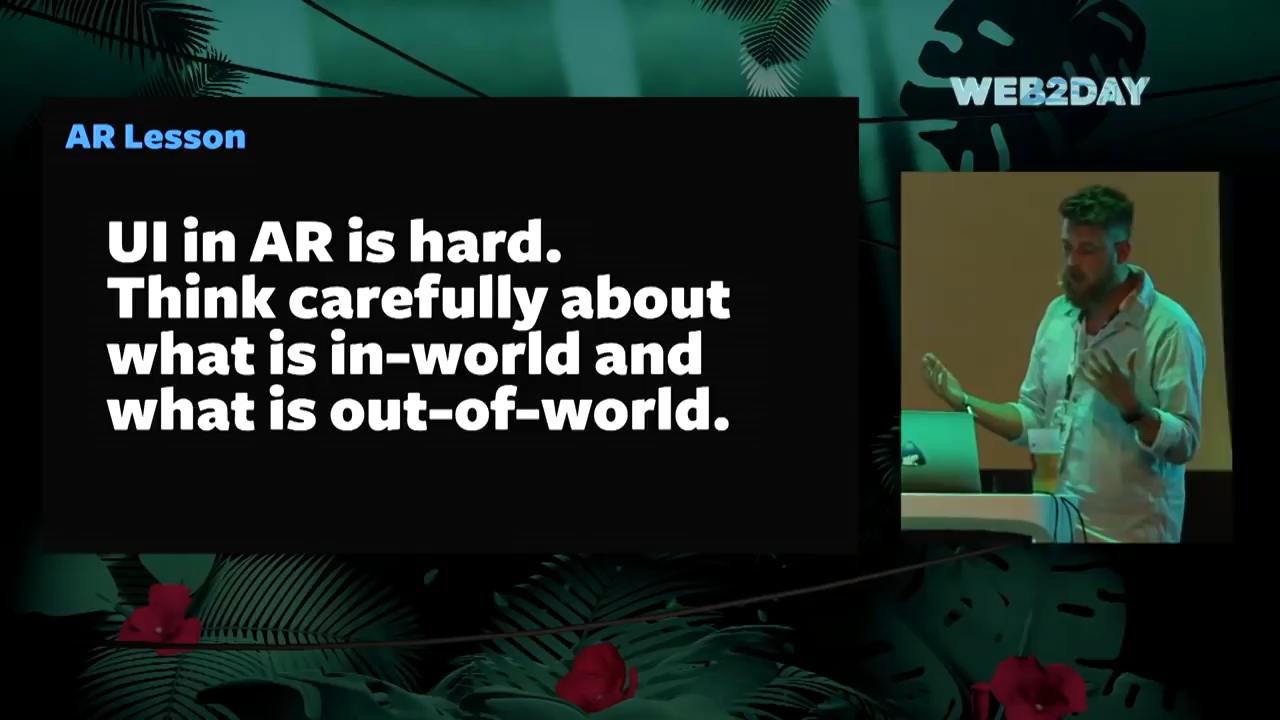 AR Lesson
WEB2DAY
UI in AR is hard.
Think carefully about
what is in-world and
what is out-of-world.